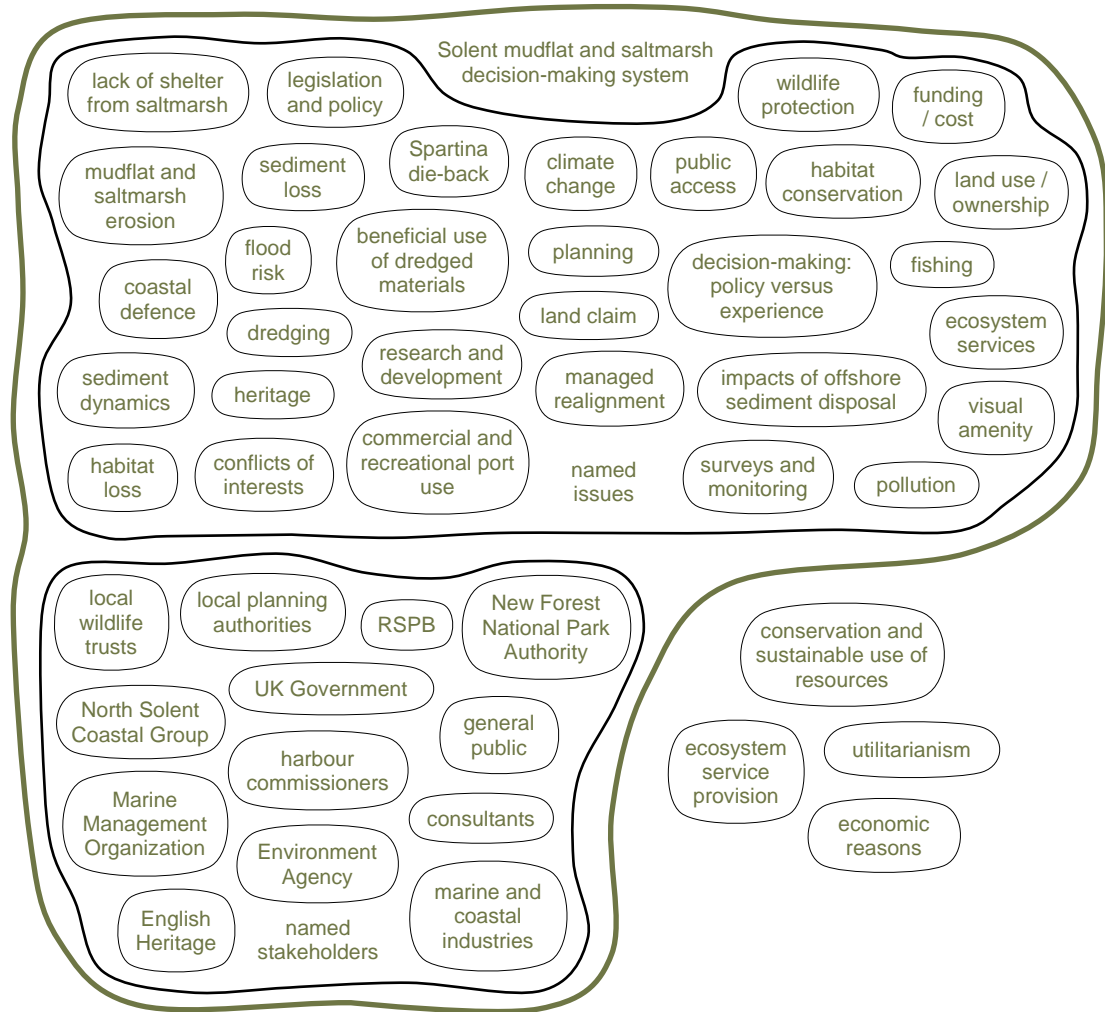 Solent mudflat and saltmarsh
decision-making system
lack of shelter
from saltmarsh
legislation
and policy
wildlife
protection
funding
/ cost
mudflat and
saltmarsh
erosion
sediment
loss
Spartina
die-back
climate
change
public
access
habitat
conservation
land use /
ownership
flood
risk
beneficial use
of dredged
materials
planning
decision-making:
policy versus
experience
fishing
coastal
defence
dredging
land claim
ecosystem
services
sediment
dynamics
heritage
research and
development
managed
realignment
impacts of offshore
sediment disposal
visual
amenity
habitat
loss
conflicts of
interests
commercial and
recreational port
use
named
issues
surveys and
monitoring
pollution
local
wildlife
trusts
local planning
authorities
RSPB
New Forest
National Park
Authority
UK Government
North Solent
Coastal Group
general
public
harbour
commissioners
Marine
Management
Organization
consultants
Environment
Agency
marine and
coastal
industries
English
Heritage
named
stakeholders
conservation and
sustainable use of
resources
ecosystem
service
provision
utilitarianism
economic
reasons